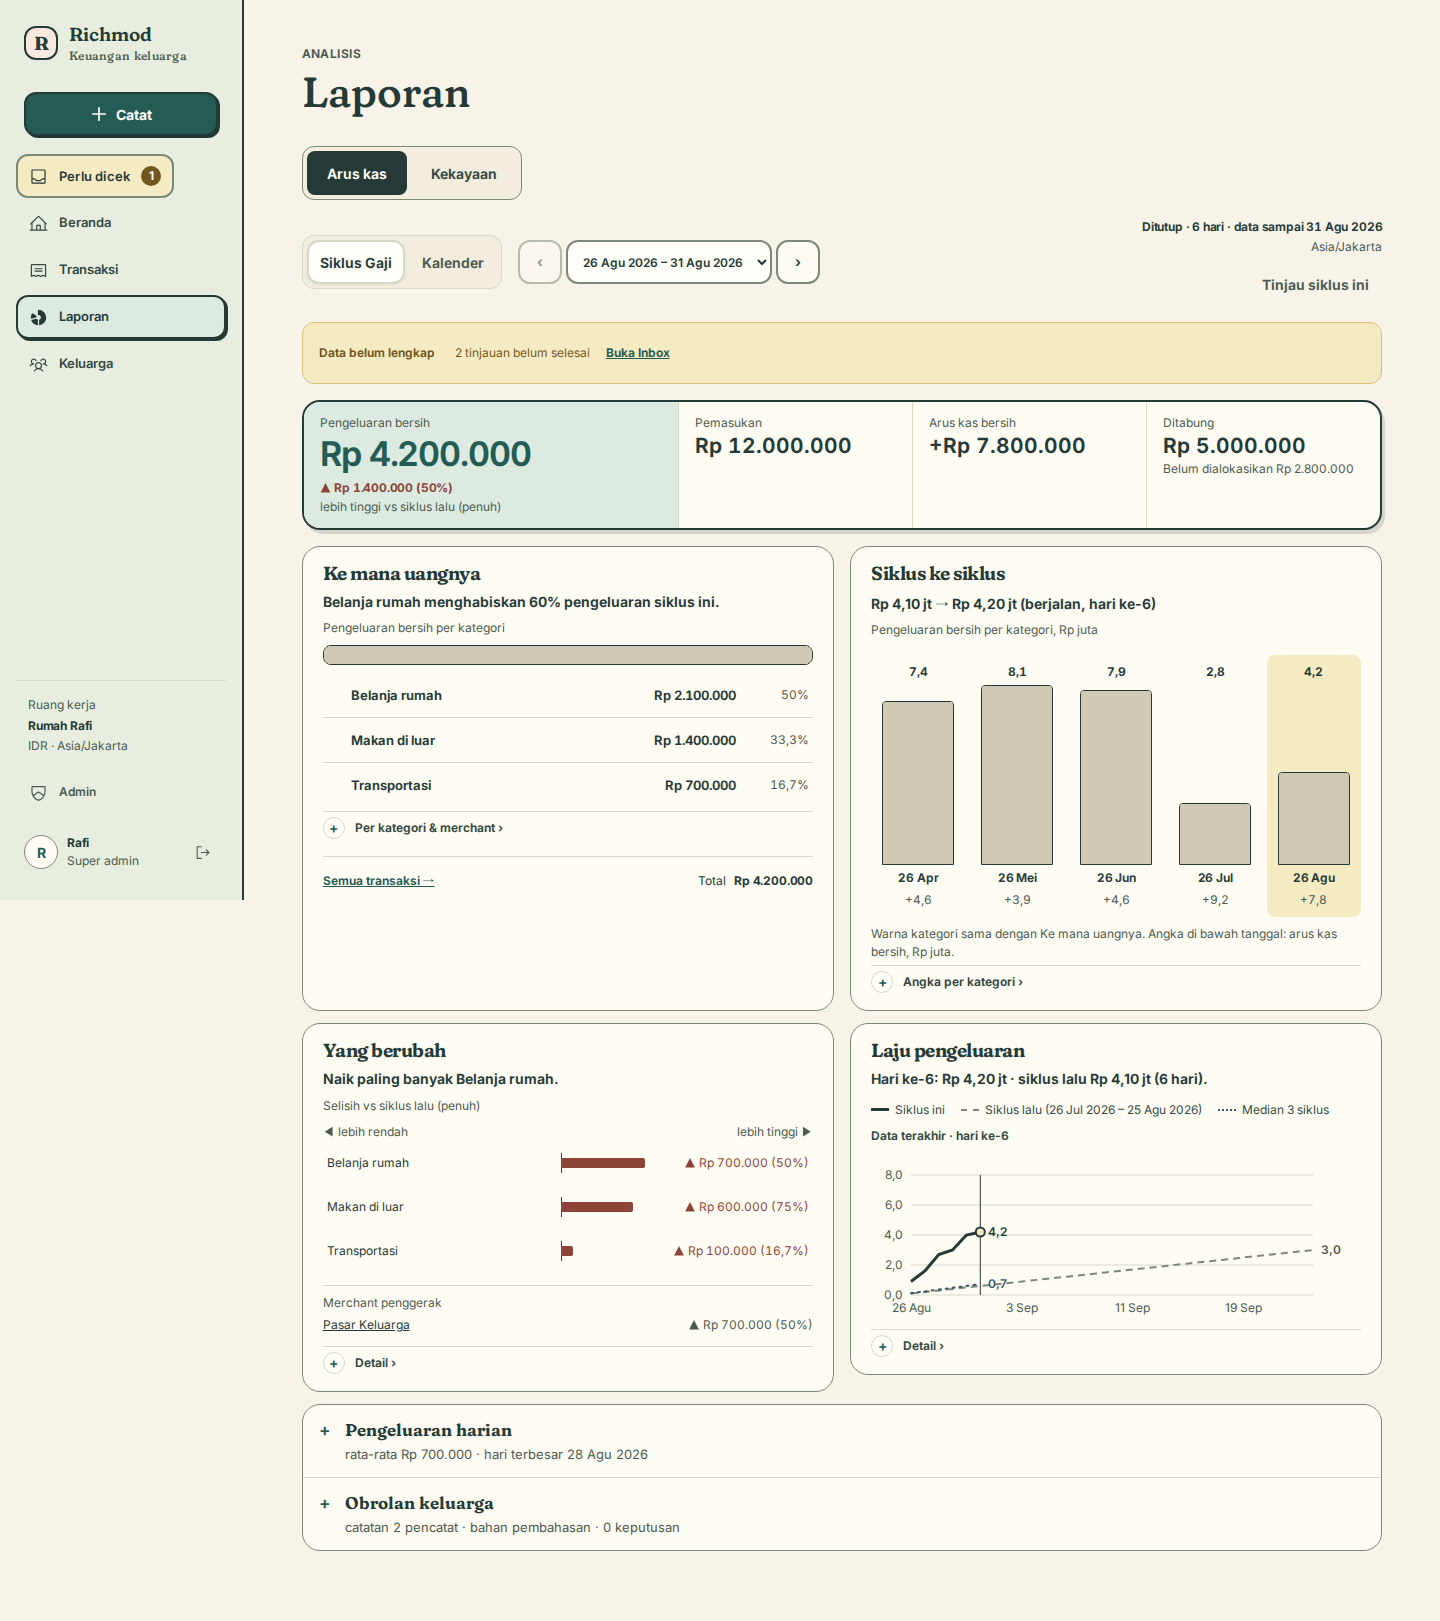 R
Richmod
Keuangan keluarga
+ Catat
Perlu dicek 1
Beranda
Transaksi
Laporan
Keluarga
Ruang kerja
Rumah Rafi
IDR · Asia/Jakarta
Admin
R
Rafi
Super admin
ANALISIS
Laporan
Arus kas
Kekayaan
Siklus Gaji
Kalender
‹
26 Agu 2026 – 31 Agu 2026
›
Ditutup · 6 hari · data sampai 31 Agu 2026
Asia/Jakarta
Tinjau siklus ini
Data belum lengkap 2 tinjauan belum selesai Buka Inbox
Pengeluaran bersih
Rp 4.200.000
▲ Rp 1.400.000 (50%)
lebih tinggi vs siklus lalu (penuh)
Pemasukan
Rp 12.000.000
Arus kas bersih
+Rp 7.800.000
Ditabung
Rp 5.000.000
Belum dialokasikan Rp 2.800.000
Ke mana uangnya
Belanja rumah menghabiskan 60% pengeluaran siklus ini.
Pengeluaran bersih per kategori
Belanja rumah Rp 2.100.000 50%
Makan di luar Rp 1.400.000 33,3%
Transportasi Rp 700.000 16,7%
+ Per kategori & merchant ›
Semua transaksi → Total Rp 4.200.000
Siklus ke siklus
Rp 4,10 jt → Rp 4,20 jt (berjalan, hari ke-6)
Pengeluaran bersih per kategori, Rp juta
7,4 8,1 7,9 2,8 4,2
26 Apr 26 Mei 26 Jun 26 Jul 26 Agu
+4,6 +3,9 +4,6 +9,2 +7,8
Warna kategori sama dengan Ke mana uangnya. Angka di bawah tanggal: arus kas
bersih, Rp juta.
+ Angka per kategori ›
Yang berubah
Naik paling banyak Belanja rumah.
Selisih vs siklus lalu (penuh)
◀ lebih rendah lebih tinggi ▶
Belanja rumah ▲ Rp 700.000 (50%)
Makan di luar ▲ Rp 600.000 (75%)
Transportasi ▲ Rp 100.000 (16,7%)
Merchant penggerak
Pasar Keluarga ▲ Rp 700.000 (50%)
+ Detail ›
Laju pengeluaran
Hari ke-6: Rp 4,20 jt · siklus lalu Rp 4,10 jt (6 hari).
Siklus ini Siklus lalu (26 Jul 2026 – 25 Agu 2026) Median 3 siklus
Data terakhir · hari ke-6
8,0
6,0
4,0 4,2
2,0 3,0
0,0 0,7
26 Agu 3 Sep 11 Sep 19 Sep
+ Detail ›
+ Pengeluaran harian
rata-rata Rp 700.000 · hari terbesar 28 Agu 2026
+ Obrolan keluarga
catatan 2 pencatat · bahan pembahasan · 0 keputusan